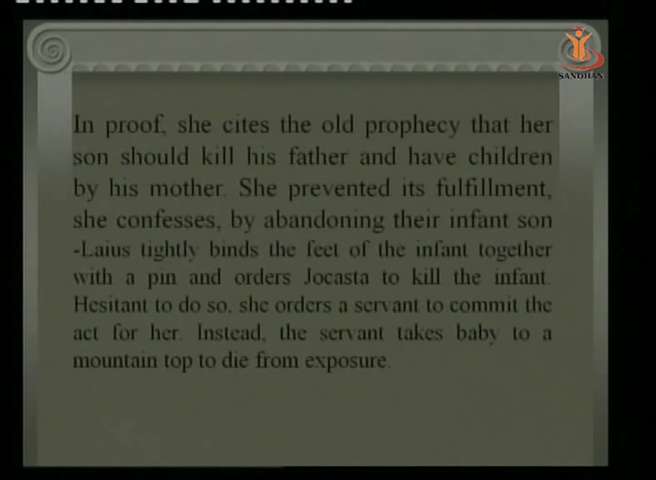 SANDHAN
In proof, she cites the old prophecy that her
son should kill his father and have children
by his mother. She prevented its fulfillment,
she confesses, by abandoning their infant son
-Laius tightly binds the feet of the infant together
with a pin and orders Jocasta to kill the infant.
Hesitant to do so, she orders a servant to commit the
act for her. Instead, the servant takes baby to a
mountain top to die from exposure.